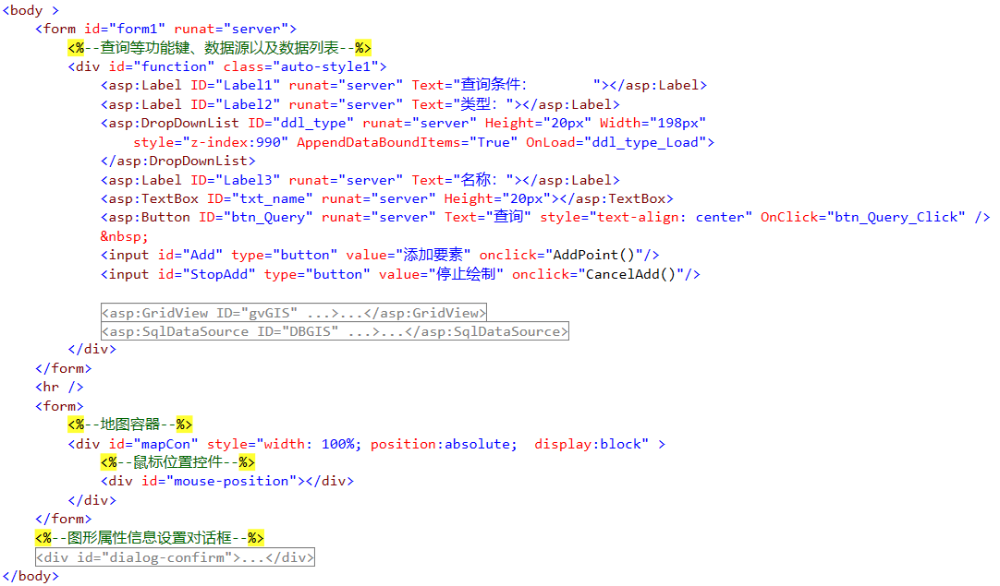 <body >
<form id="form1" runat="server">
<%--查询等功能键、数据源以及数据列表--%>
<div id="function" class="auto-style1">
<asp:Label ID="Label1" runat="server" Text="查询条件：        "></asp:Label>
<asp:Label ID="Label2" runat="server" Text="类型："></asp:Label>
<asp:DropDownList ID="ddl_type" runat="server" Height="20px" Width="198px"
style="z-index:990" AppendDataBoundItems="True" OnLoad="ddl_type_Load">
</asp:DropDownList>
<asp:Label ID="Label3" runat="server" Text="名称："></asp:Label>
<asp:TextBox ID="txt_name" runat="server" Height="20px"></asp:TextBox>
<asp:Button ID="btn_Query" runat="server" Text="查询" style="text-align: center" OnClick="btn_Query_Click" />
&nbsp;
<input id="Add" type="button" value="添加要素" onclick="AddPoint()"/>
<input id="StopAdd" type="button" value="停止绘制" onclick="CancelAdd()"/>
<asp:GridView ID="gvGIS" ...>...</asp:GridView>
<asp:SqlDataSource ID="DBGIS" ...>...</asp:SqlDataSource>
</div>
</form>
<hr />
<form>
<%--地图容器--%>
<div id="mapCon" style="width: 100%; position:absolute;  display:block" >
<%--鼠标位置控件--%>
<div id="mouse-position"></div>
</div>
</form>
<%--图形属性信息设置对话框--%>
<div id="dialog-confirm">...</div>
</body>